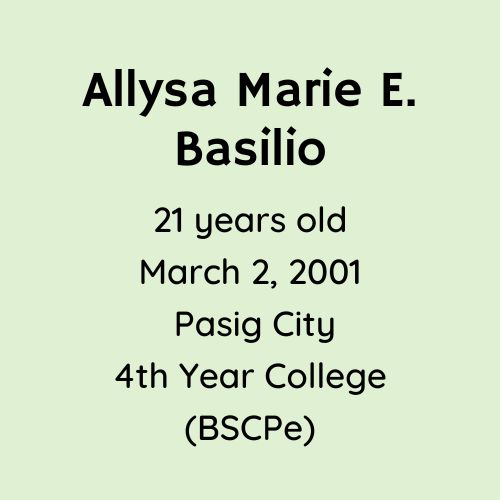 Allysa Marie E.
Basilio
21 years old
March 2, 2001
Pasig City
4th Year College
(BSCPe)